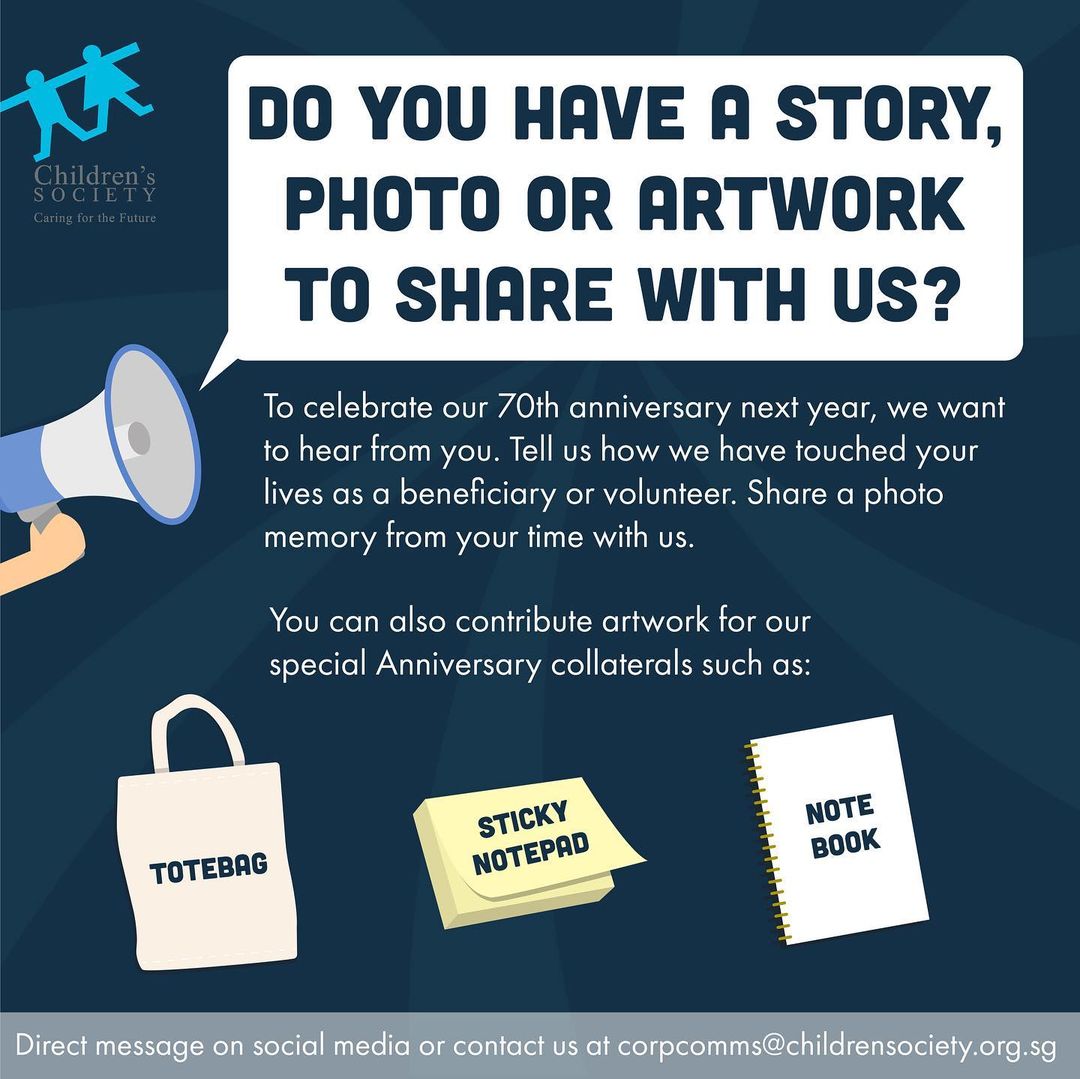 Children's
SOCIETY
Caring for the Future
DO YOU HAVE A STORY,
PHOTO OR ARTWORK
TO SHARE WITH US?
To celebrate our 70th anniversary next year, we want
to hear from you. Tell us how we have touched your
lives as a beneficiary or volunteer. Share a photo
memory from your time with us.
You can also contribute artwork for our
special Anniversary collaterals such as:
TOTEBAG
STICKY
NOTEPAD
NOTE
BOOK
Direct message on social media or contact us at corpcomms@childrensociety.org.sg